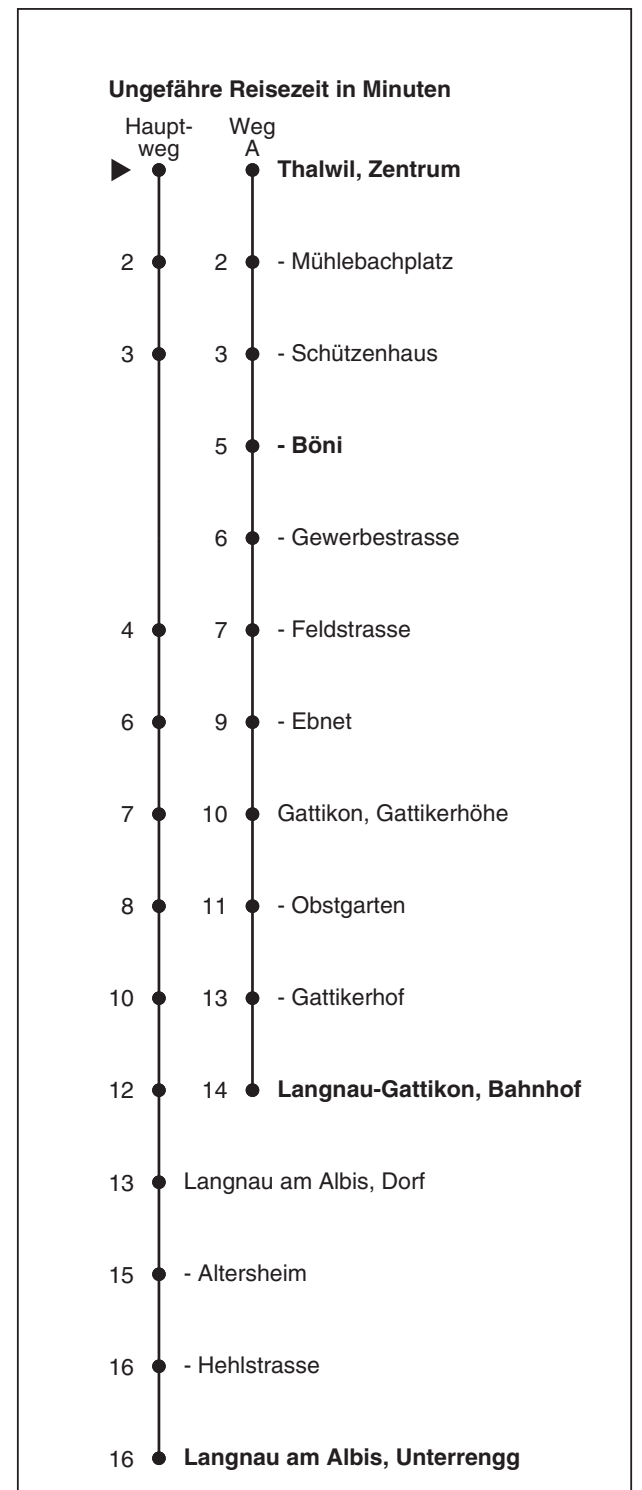 Ungefähre Reisezeit in Minuten
Haupt- Weg
weg A
Thalwil, Zentrum
2 2 - Mühlebachplatz
3 3 - Schützenhaus
5 - Böni
6 - Gewerbestrasse
4 7 - Feldstrasse
6 9 - Ebnet
7 10 Gattikon, Gattikerhöhe
8 11 - Obstgarten
10 13 - Gattikerhof
12 14 Langnau-Gattikon, Bahnhof
13 Langnau am Albis, Dorf
15 - Altersheim
16 - Hehlstrasse
16 Langnau am Albis, Unterrengg